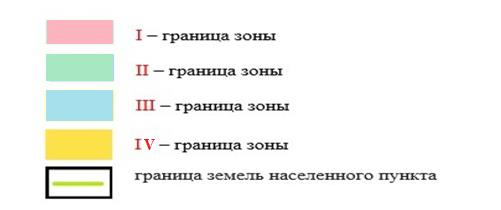 I – граница зоны
II – граница зоны
III – граница зоны
IV – граница зоны
граница земель населенного пункта